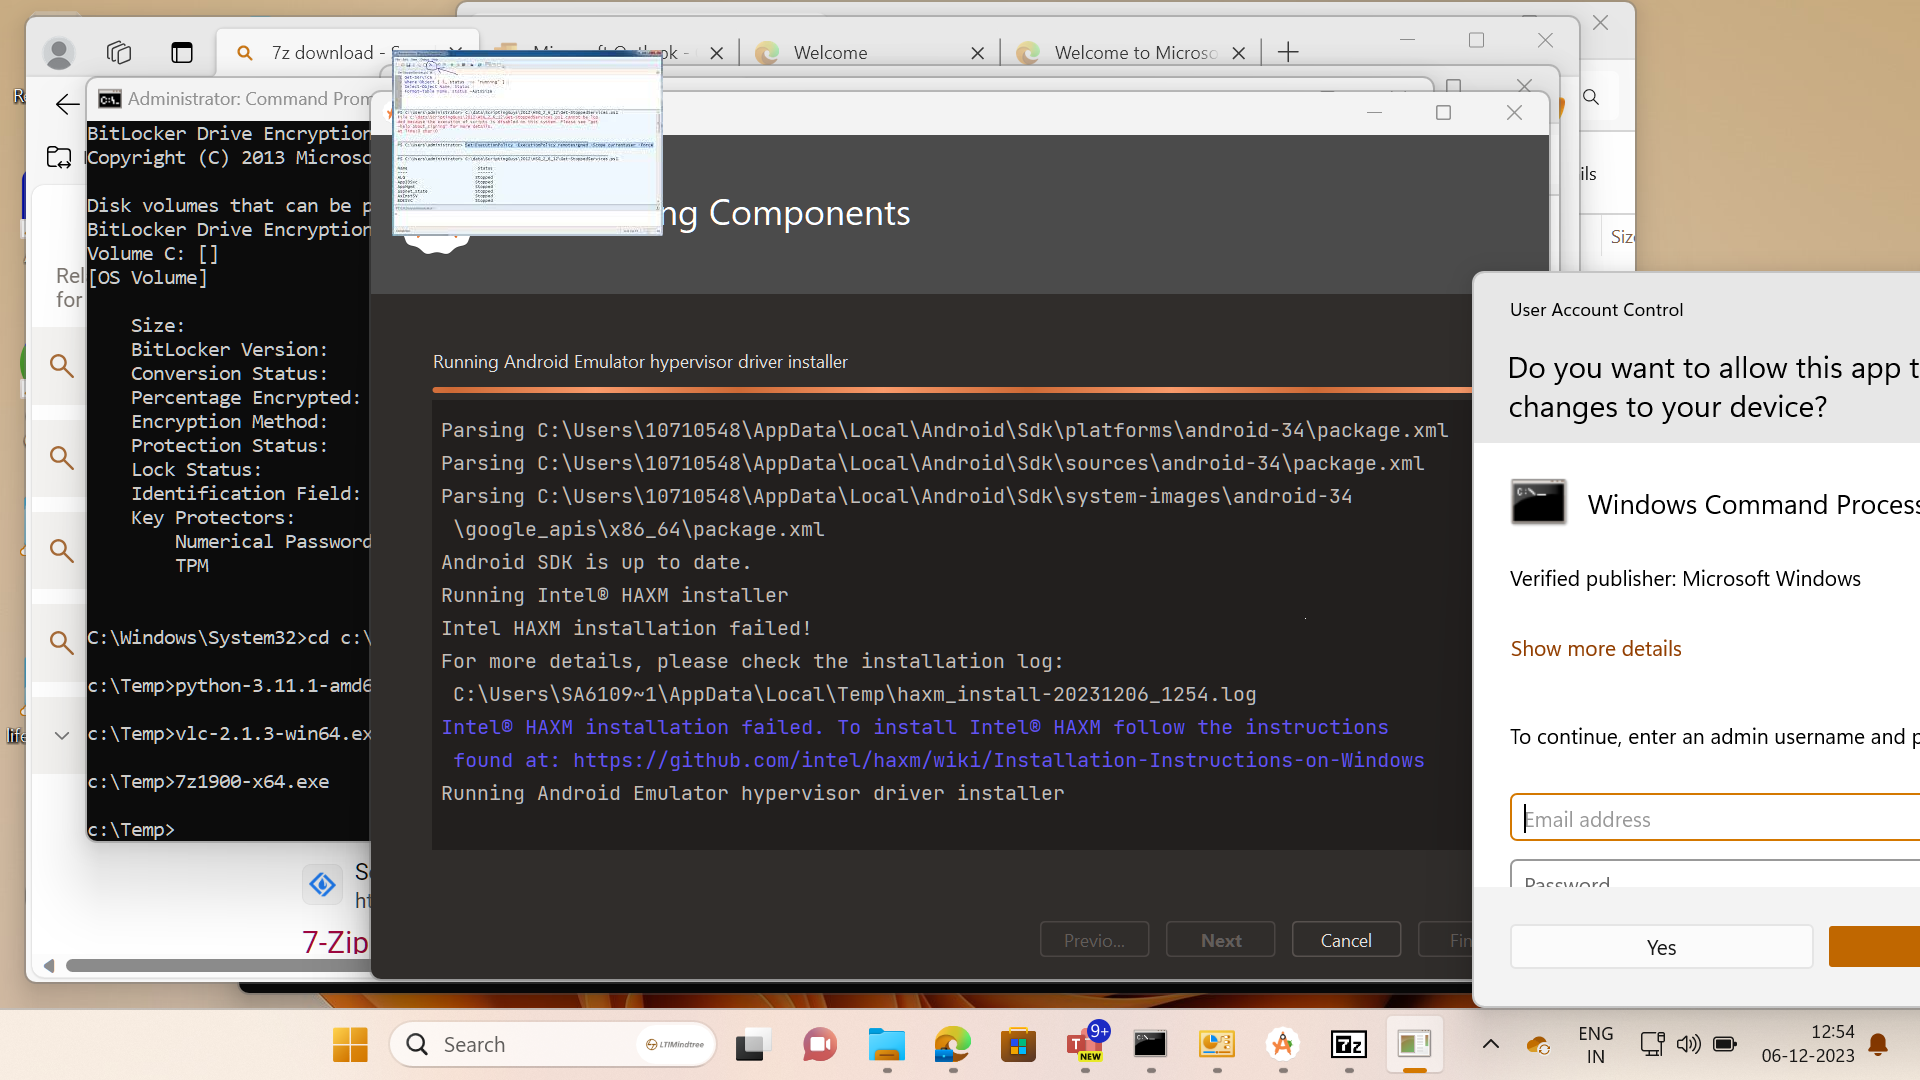 7z download - S
Microsoft Outlook -
Welcome
Welcome to Microso
Administrator: Command Prom
BitLocker Drive Encryption
Copyright (C) 2013 Microso
Disk volumes that can be p
BitLocker Drive Encryption
Volume C: []
[OS Volume]
Size:
BitLocker Version:
Conversion Status:
Percentage Encrypted:
Encryption Method:
Protection Status:
Lock Status:
Identification Field:
Key Protectors:
Numerical Password
TPM
C:\Windows\System32>cd c:\
c:\Temp>python-3.11.1-amd6
c:\Temp>vlc-2.1.3-win64.ex
c:\Temp>7z1900-x64.exe
c:\Temp>
Rel
for
life
7-Zip
ng Components
Running Android Emulator hypervisor driver installer
Parsing C:\Users\10710548\AppData\Local\Android\Sdk\platforms\android-34\package.xml
Parsing C:\Users\10710548\AppData\Local\Android\Sdk\sources\android-34\package.xml
Parsing C:\Users\10710548\AppData\Local\Android\Sdk\system-images\android-34
\google_apis\x86_64\package.xml
Android SDK is up to date.
Running Intel® HAXM installer
Intel HAXM installation failed!
For more details, please check the installation log:
C:\Users\SA6109~1\AppData\Local\Temp\haxm_install-20231206_1254.log
Intel® HAXM installation failed. To install Intel® HAXM follow the instructions
found at: https://github.com/intel/haxm/wiki/Installation-Instructions-on-Windows
Running Android Emulator hypervisor driver installer
Previo...
Next
Cancel
Fin
ils
Size
User Account Control
Do you want to allow this app t
changes to your device?
Windows Command Process
Verified publisher: Microsoft Windows
Show more details
To continue, enter an admin username and p
Email address
Password
Yes
Search
LTIMindtree
9+
NEW
7z
ENG
IN
12:54
06-12-2023